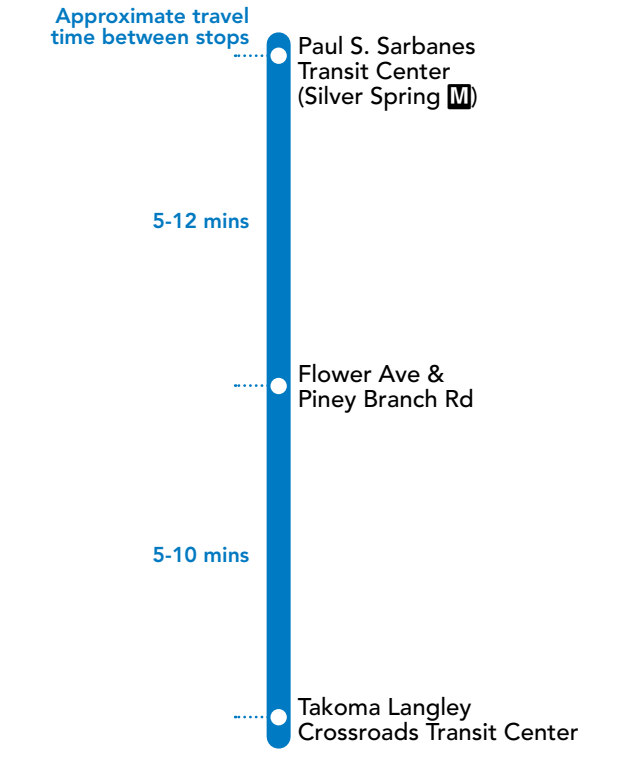 Approximate travel
time between stops
Paul S. Sarbanes
Transit Center
(Silver Spring M)
5-12 mins
Flower Ave &
Piney Branch Rd
5-10 mins
Takoma Langley
Crossroads Transit Center